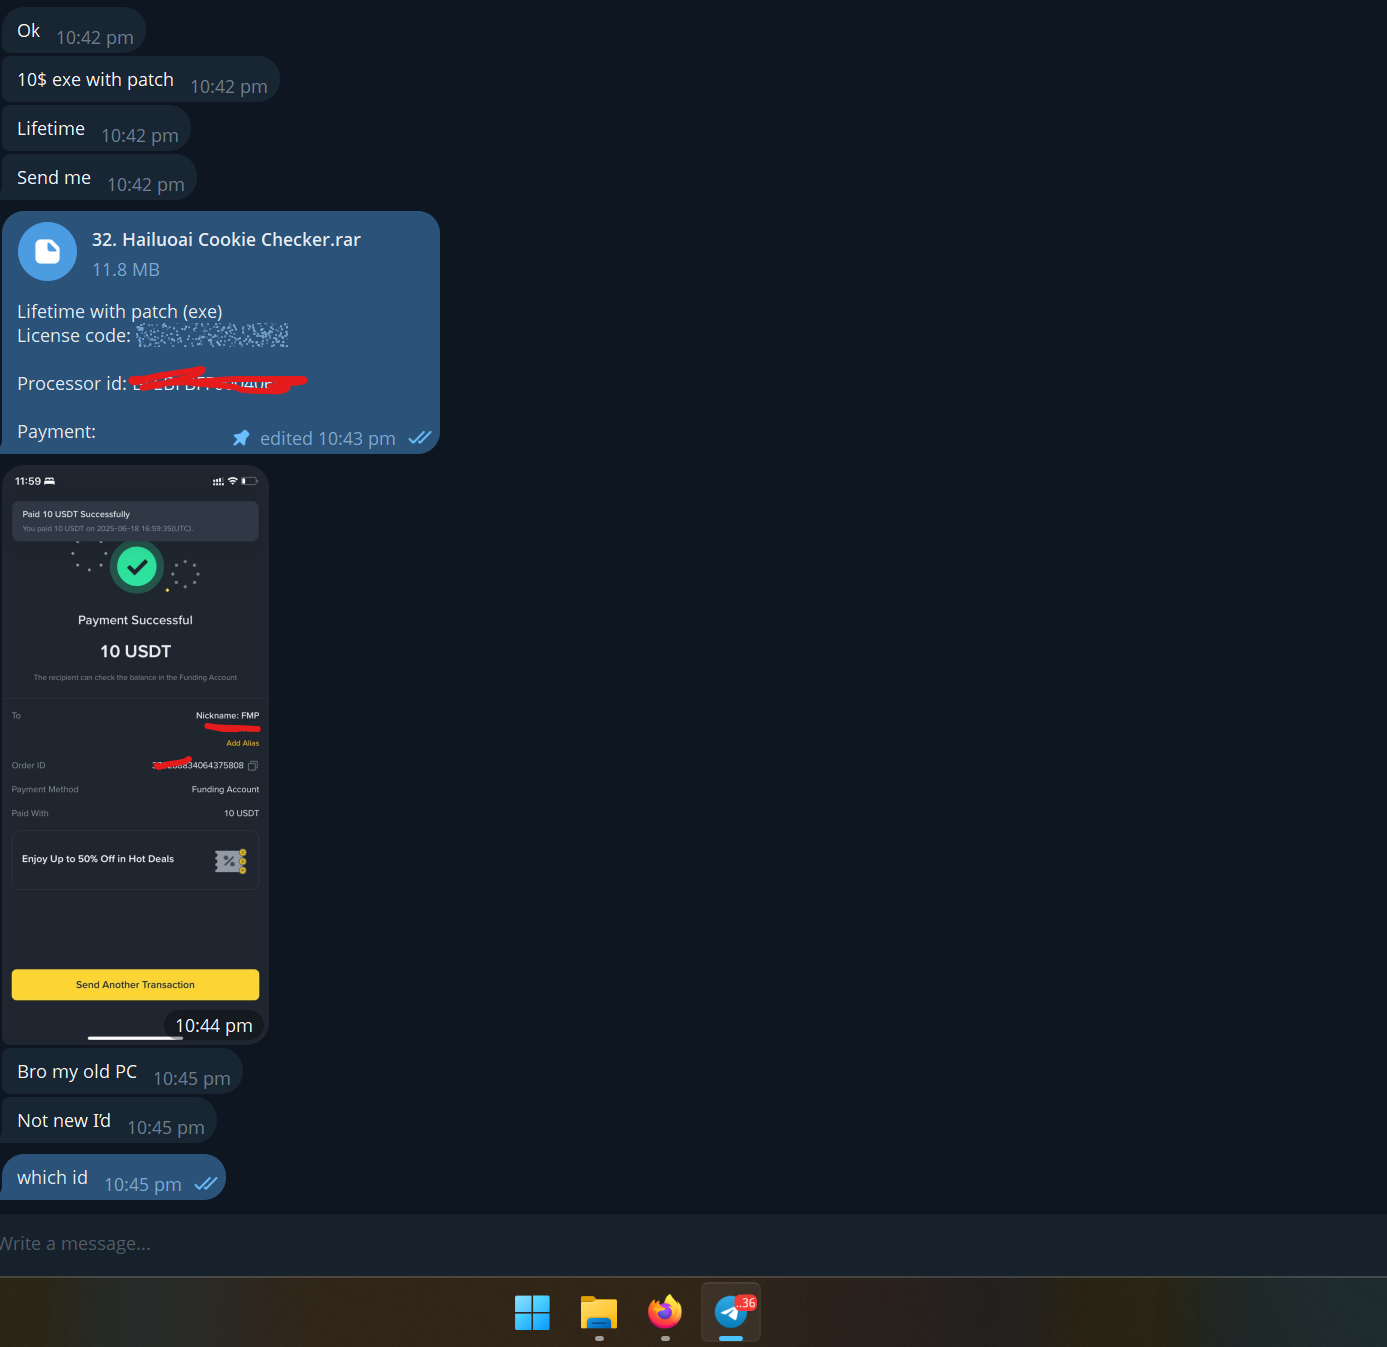 Ok 10:42 pm
10$ exe with patch 10:42 pm
Lifetime 10:42 pm
Send me 10:42 pm
32. Hailuoai Cookie Checker.rar
11.8 MB
Lifetime with patch (exe)
License code:
Processor id:
Payment:
edited 10:43 pm
11:59
Paid 10 USDT Successfully
You paid 10 USDT on 2025-06-18 16:59:35(UTC).
Payment Successful
10 USDT
The recipient can check the balance in the Funding Account
To Nickname: FMP
Add Alias
Order ID
Payment Method Funding Account
Paid With 10 USDT
Enjoy Up to 50% Off in Hot Deals
Send Another Transaction
10:44 pm
Bro my old PC 10:45 pm
Not new I'd 10:45 pm
which id 10:45 pm
Write a message...
..36